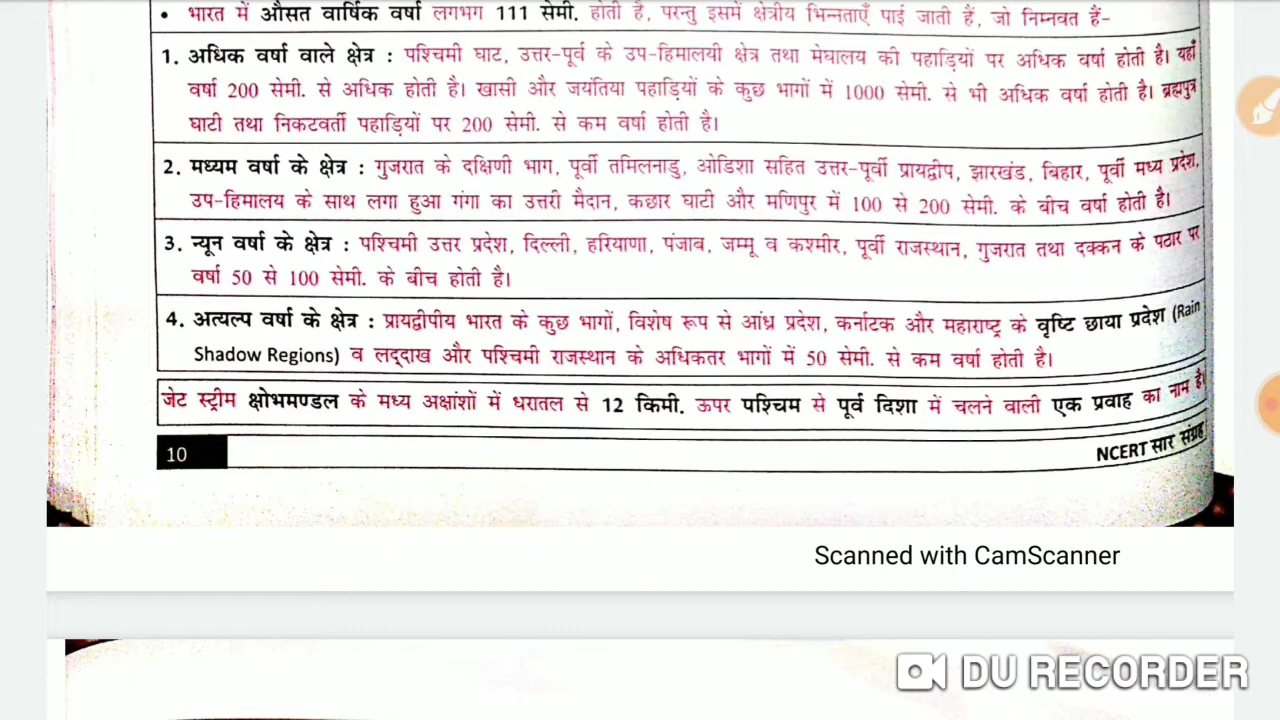 • भारत में औसत वार्षिक वर्षा लगभग 111 सेमी. होती है, परन्तु इसमें क्षेत्रीय भिन्नताएँ पाई जाती हैं, जो निम्नवत हैं-
1. अधिक वर्षा वाले क्षेत्र : पश्चिमी घाट, उत्तर-पूर्व के उप-हिमालयी क्षेत्र तथा मेघालय की पहाड़ियों पर अधिक वर्षा होती है। यहाँ
वर्षा 200 सेमी. से अधिक होती है। खासी और जयंतिया पहाड़ियों के कुछ भागों में 1000 सेमी. से भी अधिक वर्षा होती है। ब्रह्मपुत्र
घाटी तथा निकटवर्ती पहाड़ियों पर 200 सेमी. से कम वर्षा होती है।
2. मध्यम वर्षा के क्षेत्र : गुजरात के दक्षिणी भाग, पूर्वी तमिलनाडु, ओडिशा सहित उत्तर-पूर्वी प्रायद्वीप, झारखंड, बिहार, पूर्वी मध्य प्रदेश,
उप-हिमालय के साथ लगा हुआ गंगा का उत्तरी मैदान, कछार घाटी और मणिपुर में 100 से 200 सेमी. के बीच वर्षा होती है।
3. न्यून वर्षा के क्षेत्र : पश्चिमी उत्तर प्रदेश, दिल्ली, हरियाणा, पंजाब, जम्मू व कश्मीर, पूर्वी राजस्थान, गुजरात तथा दक्कन के पठार पर
वर्षा 50 से 100 सेमी. के बीच होती है।
4. अत्यल्प वर्षा के क्षेत्र : प्रायद्वीपीय भारत के कुछ भागों, विशेष रूप से आंध्र प्रदेश, कर्नाटक और महाराष्ट्र के वृष्टि छाया प्रदेश (Rain
Shadow Regions) व लद्दाख और पश्चिमी राजस्थान के अधिकतर भागों में 50 सेमी. से कम वर्षा होती है।
जेट स्ट्रीम क्षोभमण्डल के मध्य अक्षांशों में धरातल से 12 किमी. ऊपर पश्चिम से पूर्व दिशा में चलने वाली एक प्रवाह का नाम है।
10
NCERT सार संग्रह
Scanned with CamScanner
DU RECORDER